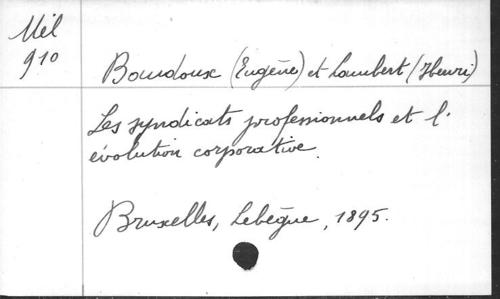 Mél
910
Bourdoux (Eugène) et Lambert (Henri)
Les syndicats professionnels et l'
évolution corporative.
Bruxelles, Lebègue, 1895.